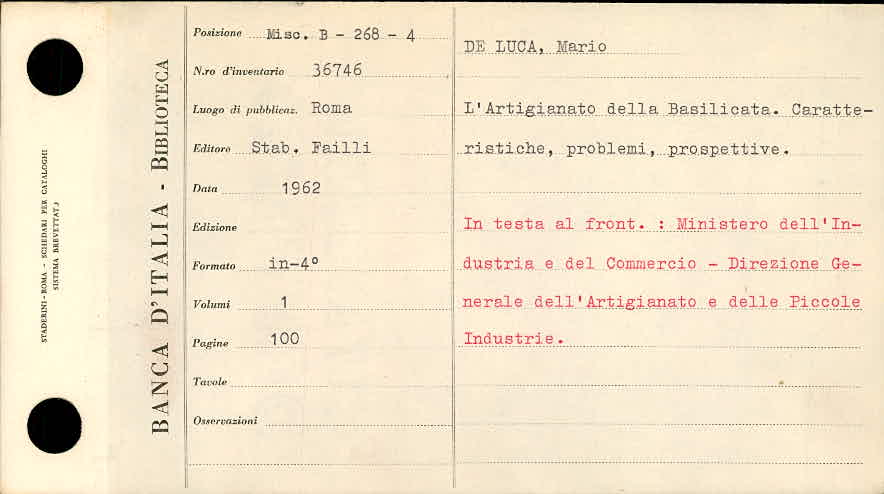 STADERINI-ROMA - SCHEDARI PER CATALOGHI
SISTEMA BREVETTATO
BANCA D'ITALIA - BIBLIOTECA
Posizione Misc. B - 268 - 4
N.ro d'inventario 36746
Luogo di pubblicaz. Roma
Editore Stab. Failli
Data 1962
Edizione
Formato in-4°
Volumi 1
Pagine 100
Tavole
Osservazioni
DE LUCA, Mario
L'Artigianato della Basilicata. Caratte-
ristiche, problemi, prospettive.
In testa al front. : Ministero dell'In-
dustria e del Commercio - Direzione Ge-
nerale dell'Artigianato e delle Piccole
Industrie.